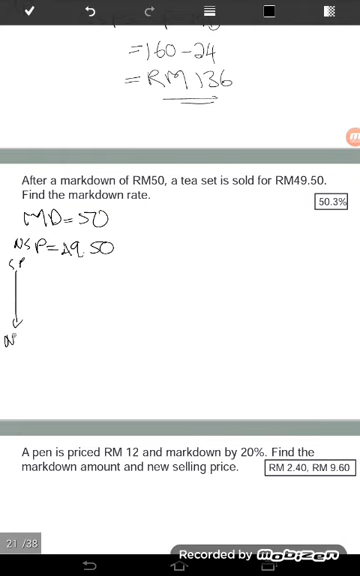 =160-24
=RM136
After a markdown of RM50, a tea set is sold for RM49.50.
Find the markdown rate.
50.3%
MD=50
NSP=49.50
SP
N
A pen is priced RM 12 and markdown by 20%. Find the
markdown amount and new selling price.
RM 2.40, RM 9.60
21 /38
Recorded by Mobizen